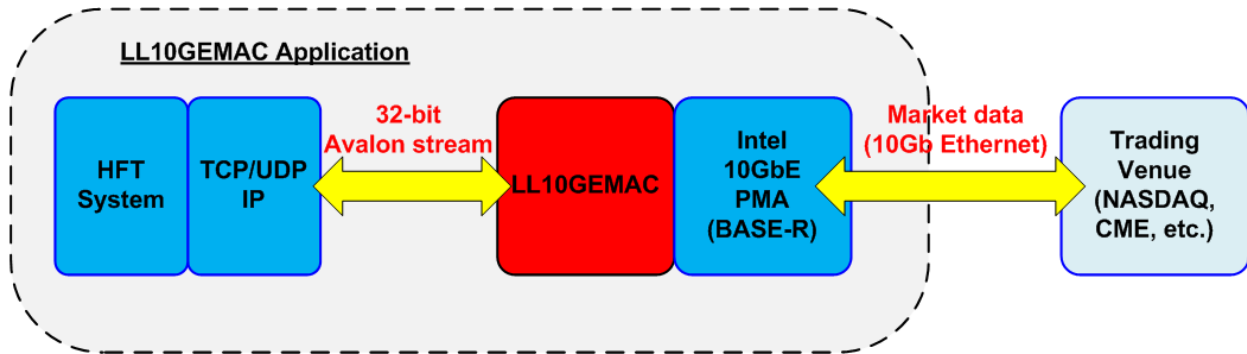 LL10GEMAC Application
HFT
System
TCP/UDP
IP
32-bit
Avalon stream
LL10GEMAC
Intel
10GbE
PMA
(BASE-R)
Market data
(10Gb Ethernet)
Trading
Venue
(NASDAQ,
CME, etc.)